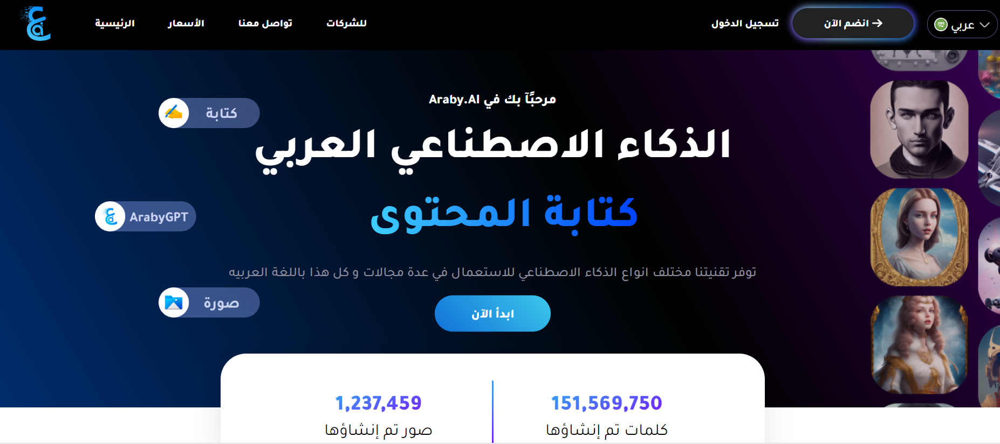 الرئيسية
الأسعار
تواصل معنا
للشركات
تسجيل الدخول
انضم الآن
عربي
مرحبًآ بك في Araby.AI
الذكاء الاصطناعي العربي
كتابة المحتوى
توفر تقنيتنا مختلف انواع الذكاء الاصطناعي للاستعمال في عدة مجالات و كل هذا باللغة العربيه
ابدأ الآن
كتابة
ArabyGPT
صورة
151,569,750
كلمات تم إنشاؤها
1,237,459
صور تم إنشاؤها